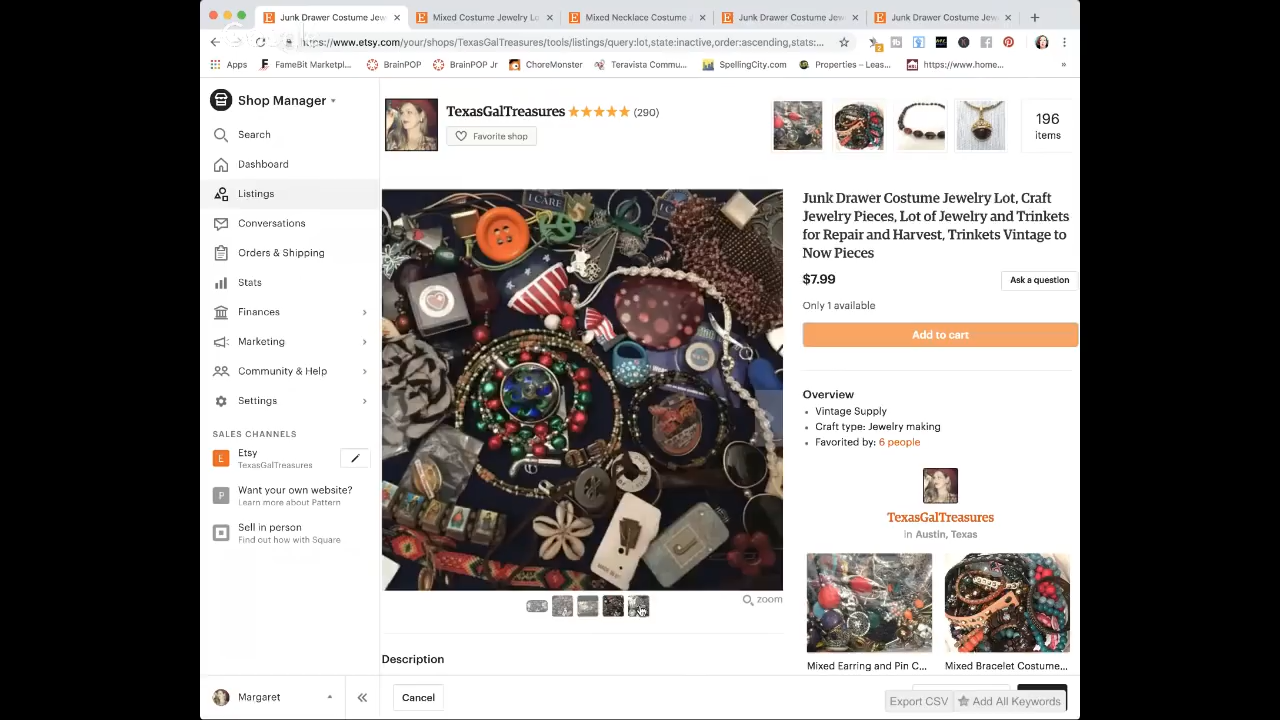 Junk Drawer Costume Jew
Mixed Costume Jewelry Lo
Mixed Necklace Costume J
Junk Drawer Costume Jew
Junk Drawer Costume Jew
https://www.etsy.com/your/shops/TexasGalTreasures/tools/listings/query:lot,state:inactive,order:ascending,stats:...
Apps
FameBit Marketpl...
BrainPOP
BrainPOP Jr
ChoreMonster
Teravista Commu...
SpellingCity.com
Properties – Leas...
https://www.home...
»
Shop Manager
Search
Dashboard
Listings
Conversations
Orders & Shipping
Stats
Finances
Marketing
Community & Help
Settings
SALES CHANNELS
E
Etsy
TexasGalTreasures
P
Want your own website?
Learn more about Pattern
Sell in person
Find out how with Square
Margaret
TexasGalTreasures (290)
Favorite shop
196
items
I CARE
I CARE
zoom
Description
Cancel
Junk Drawer Costume Jewelry Lot, Craft
Jewelry Pieces, Lot of Jewelry and Trinkets
for Repair and Harvest, Trinkets Vintage to
Now Pieces
$7.99
Ask a question
Only 1 available
Add to cart
Overview
• Vintage Supply
• Craft type: Jewelry making
• Favorited by: 6 people
TexasGalTreasures
in Austin, Texas
Mixed Earring and Pin C...
Mixed Bracelet Costume...
Export CSV
Add All Keywords